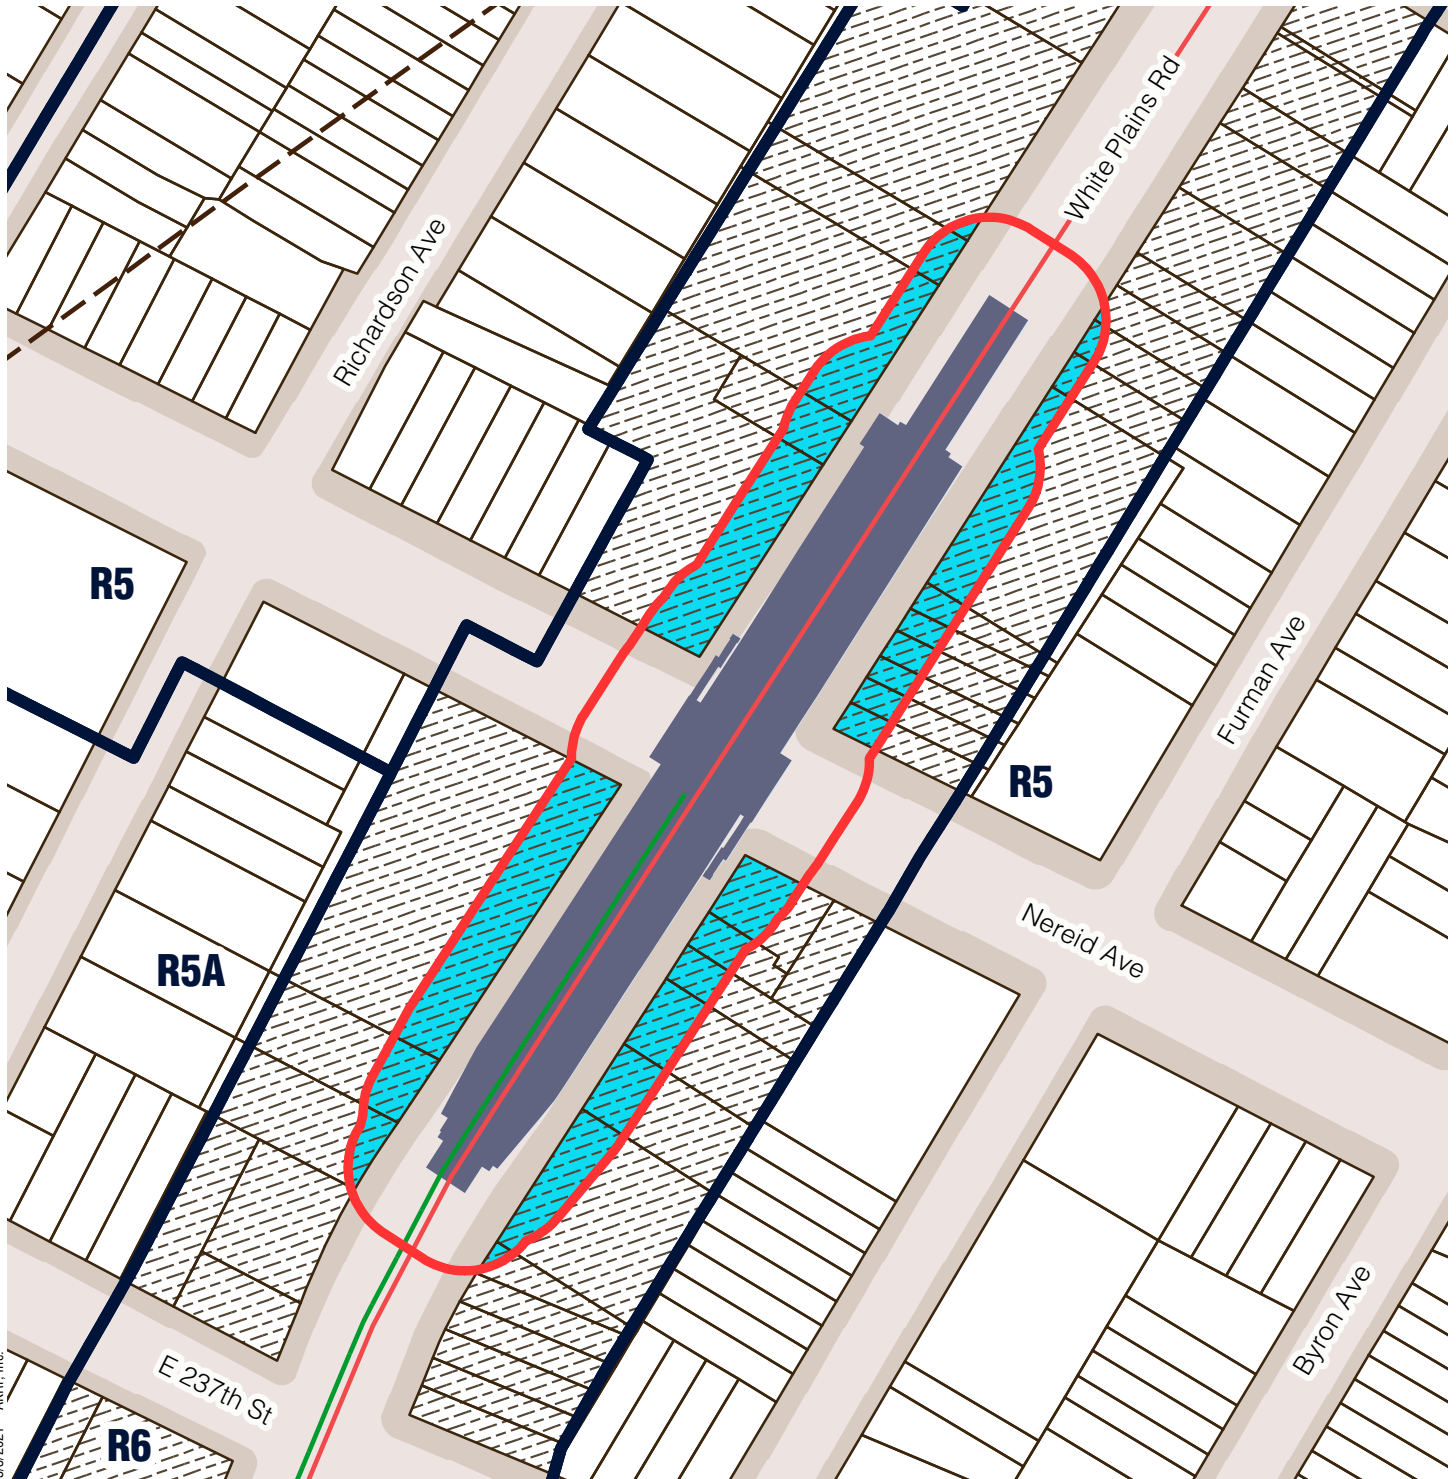 White Plains Rd
Richardson Ave
R5
Furman Ave
R5
Nereid Ave
R5A
Byron Ave
E 237th St
R6